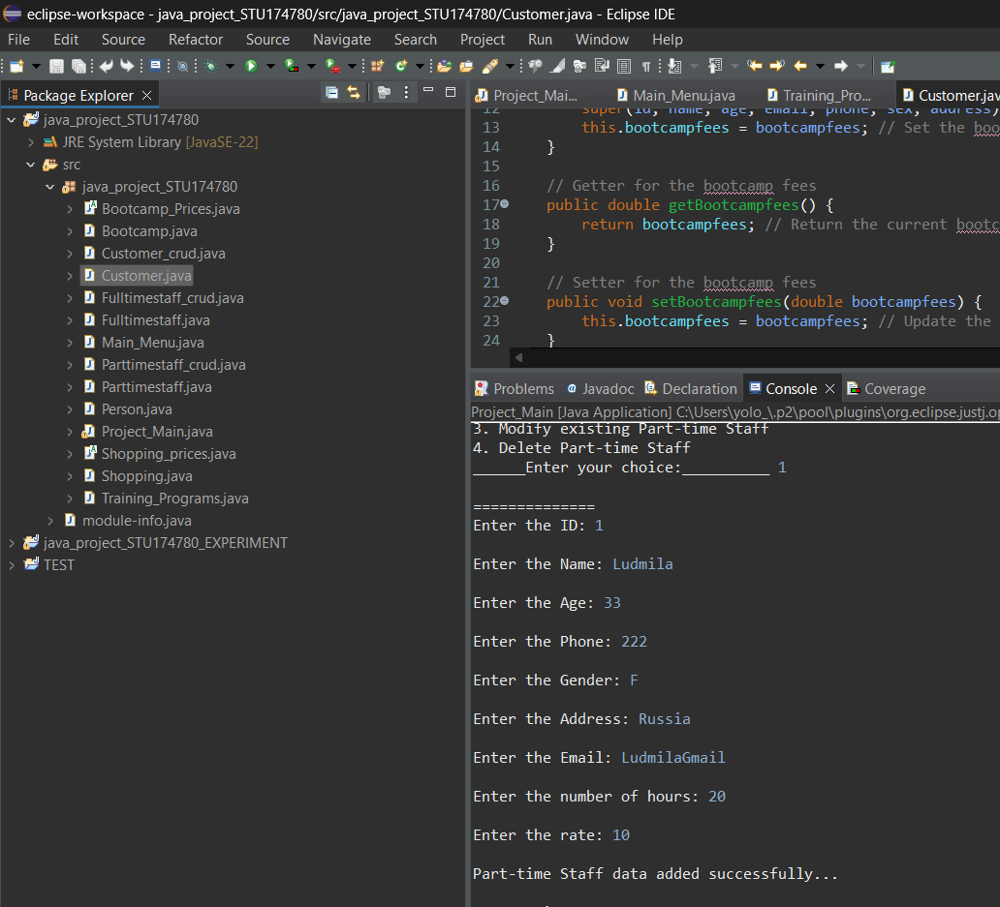 eclipse-workspace - java_project_STU174780/src/java_project_STU174780/Customer.java - Eclipse IDE
File Edit Source Refactor Source Navigate Search Project Run Window Help
Package Explorer
java_project_STU174780
JRE System Library [JavaSE-22]
src
java_project_STU174780
Bootcamp_Prices.java
Bootcamp.java
Customer_crud.java
Customer.java
Fulltimestaff_crud.java
Fulltimestaff.java
Main_Menu.java
Parttimestaff_crud.java
Parttimestaff.java
Person.java
Project_Main.java
Shopping_prices.java
Shopping.java
Training_Programs.java
module-info.java
java_project_STU174780_EXPERIMENT
TEST
Project_Mai... Main_Menu.java Training_Pro... Customer.jav
12 super(id, name, age, email, phone, sex, address)
13 this.bootcampfees = bootcampfees; // Set the boo
14 }
15
16 // Getter for the bootcamp fees
17 public double getBootcampfees() {
18 return bootcampfees; // Return the current bootc
19 }
20
21 // Setter for the bootcamp fees
22 public void setBootcampfees(double bootcampfees) {
23 this.bootcampfees = bootcampfees; // Update the
24 }
Problems Javadoc Declaration Console Coverage
Project_Main [Java Application] C:\Users\yolo_\.p2\pool\plugins\org.eclipse.justj.op
3. Modify existing Part-time Staff
4. Delete Part-time Staff
______Enter your choice:__________ 1
==============
Enter the ID: 1
Enter the Name: Ludmila
Enter the Age: 33
Enter the Phone: 222
Enter the Gender: F
Enter the Address: Russia
Enter the Email: LudmilaGmail
Enter the number of hours: 20
Enter the rate: 10
Part-time Staff data added successfully...